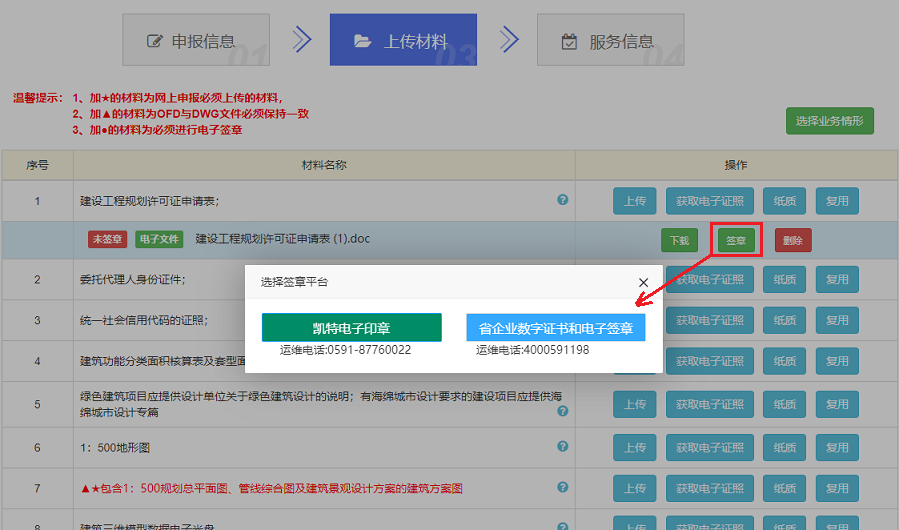 申报信息
01
上传材料
03
服务信息
04
温馨提示：1、加★的材料为网上申报必须上传的材料，
2、加▲的材料为OFD与DWG文件必须保持一致
3、加●的材料为必须进行电子签章
选择业务情形
序号 材料名称 操作
1 建设工程规划许可证申请表； ? 上传 获取电子证照 纸质 复用
未签章 电子文件 建设工程规划许可证申请表 (1).doc 下载 签章 删除
2 委托代理人身份证件； 获取电子证照 纸质 复用
选择签章平台 ×
3 统一社会信用代码的证照； 获取电子证照 纸质 复用
凯特电子印章 省企业数字证书和电子签章
运维电话:0591-87760022 运维电话:4000591198
4 建筑功能分类面积核算表及套型面 获取电子证照 纸质 复用
5 绿色建筑项目应提供设计单位关于绿色建筑设计的说明；有海绵城市设计要求的建设项目应提供海
绵城市设计专篇 ? 上传 获取电子证照 纸质 复用
6 1：500地形图 ? 上传 获取电子证照 纸质 复用
7 ▲★包含1：500规划总平面图、管线综合图及建筑景观设计方案的建筑方案图 ? 上传 获取电子证照 纸质 复用
8 建筑三维模型数据电子光盘 ? 上传 获取电子证照 纸质 复用